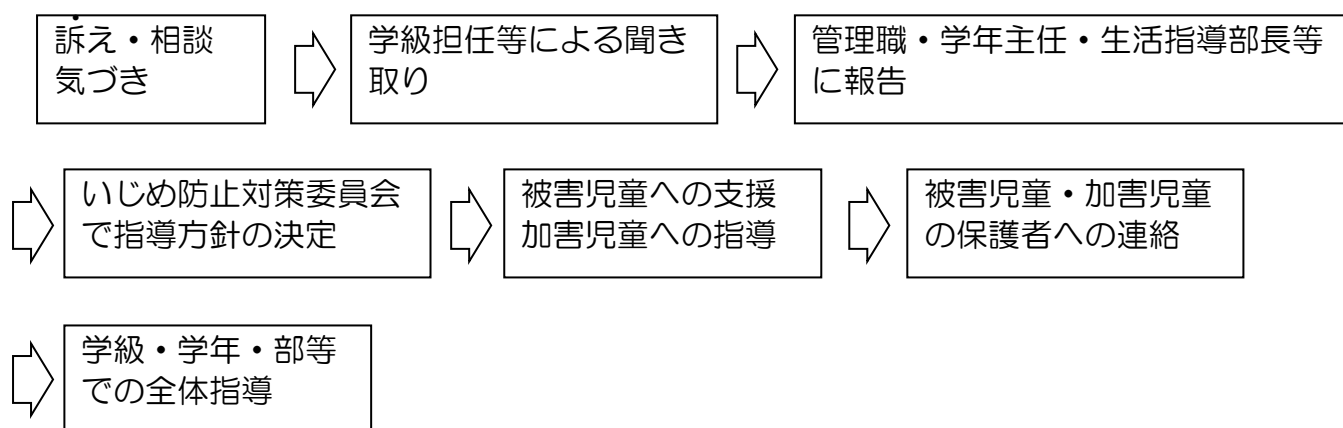 訴え・相談
気づき
学級担任等による聞き
取り
管理職・学年主任・生活指導部長等
に報告
いじめ防止対策委員会
で指導方針の決定
被害児童への支援
加害児童への指導
被害児童・加害児童
の保護者への連絡
学級・学年・部等
での全体指導